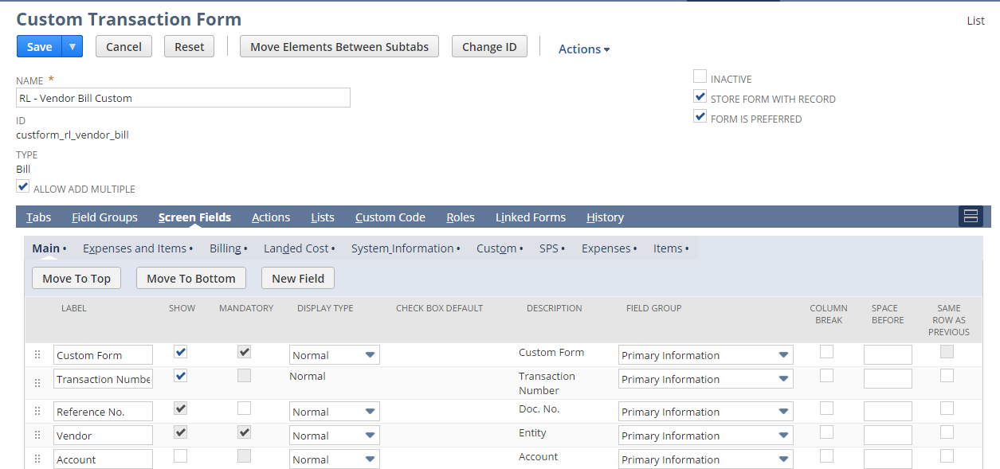 Custom Transaction Form
List
Save Cancel Reset Move Elements Between Subtabs Change ID Actions
NAME *
RL - Vendor Bill Custom
ID
custform_rl_vendor_bill
TYPE
Bill
ALLOW ADD MULTIPLE
INACTIVE
STORE FORM WITH RECORD
FORM IS PREFERRED
Tabs Field Groups Screen Fields Actions Lists Custom Code Roles Linked Forms History
Main • Expenses and Items • Billing • Landed Cost • System Information • Custom • SPS • Expenses • Items •
Move To Top Move To Bottom New Field
LABEL SHOW MANDATORY DISPLAY TYPE CHECK BOX DEFAULT DESCRIPTION FIELD GROUP COLUMN BREAK SPACE BEFORE SAME ROW AS PREVIOUS
Custom Form Normal Custom Form Primary Information
Transaction Numbe Normal Transaction Number Primary Information
Reference No. Normal Doc. No. Primary Information
Vendor Normal Entity Primary Information
Account Normal Account Primary Information